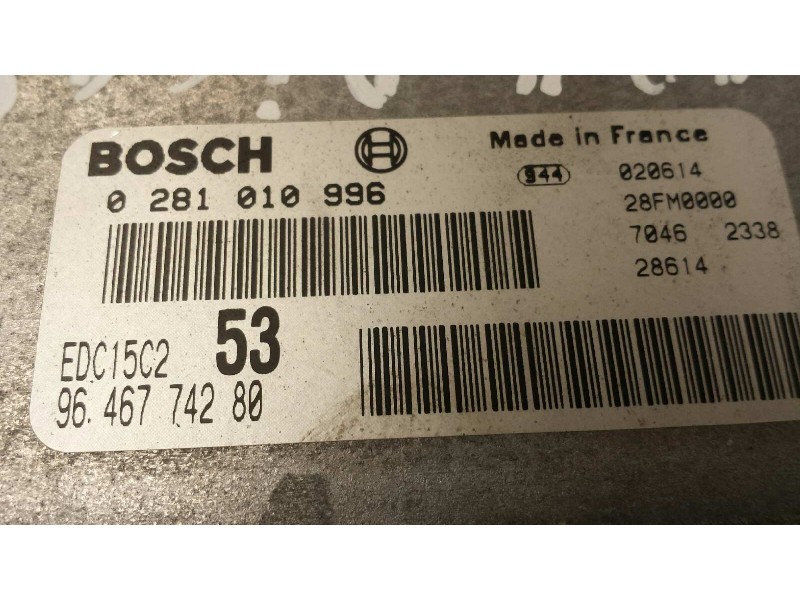 BOSCH
Made in France
0 281 010 996
944
020614
28FM0000
7046 2338
28614
EDC15C2 53
96.467 742 80